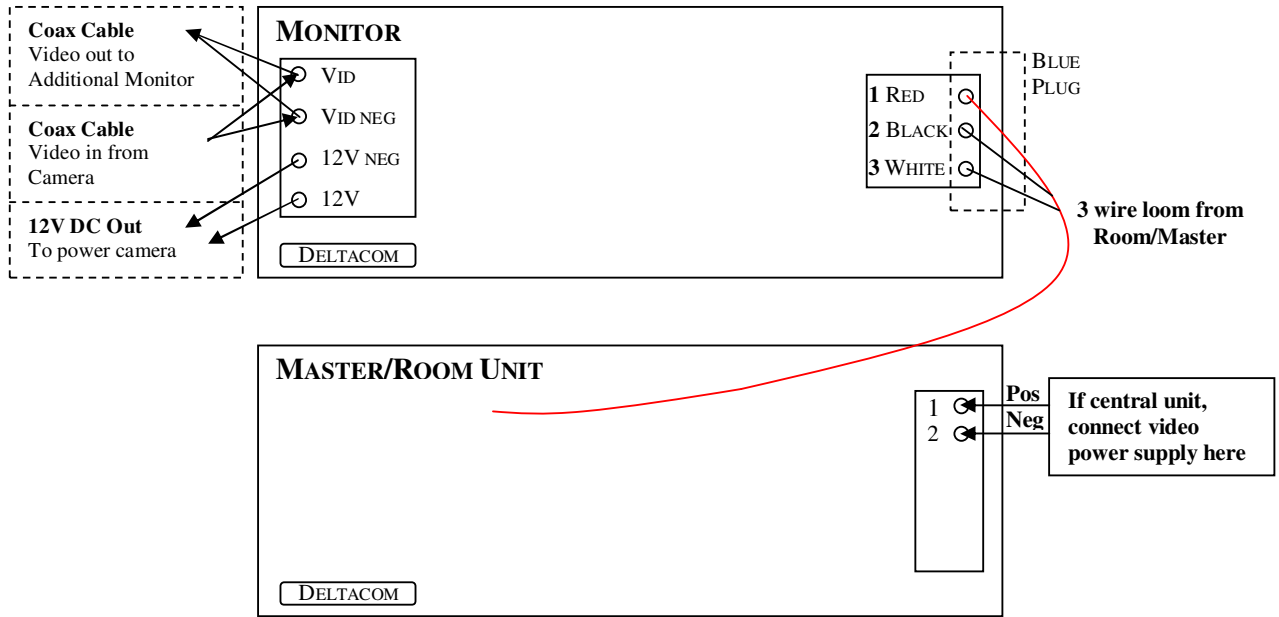 Coax Cable
Video out to
Additional Monitor
Coax Cable
Video in from
Camera
12V DC Out
To power camera
MONITOR
VID
VID NEG
12V NEG
12V
DELTACOM
1 RED
2 BLACK
3 WHITE
BLUE
PLUG
3 wire loom from
Room/Master
MASTER/ROOM UNIT
1
2
Pos
Neg
If central unit,
connect video
power supply here
DELTACOM